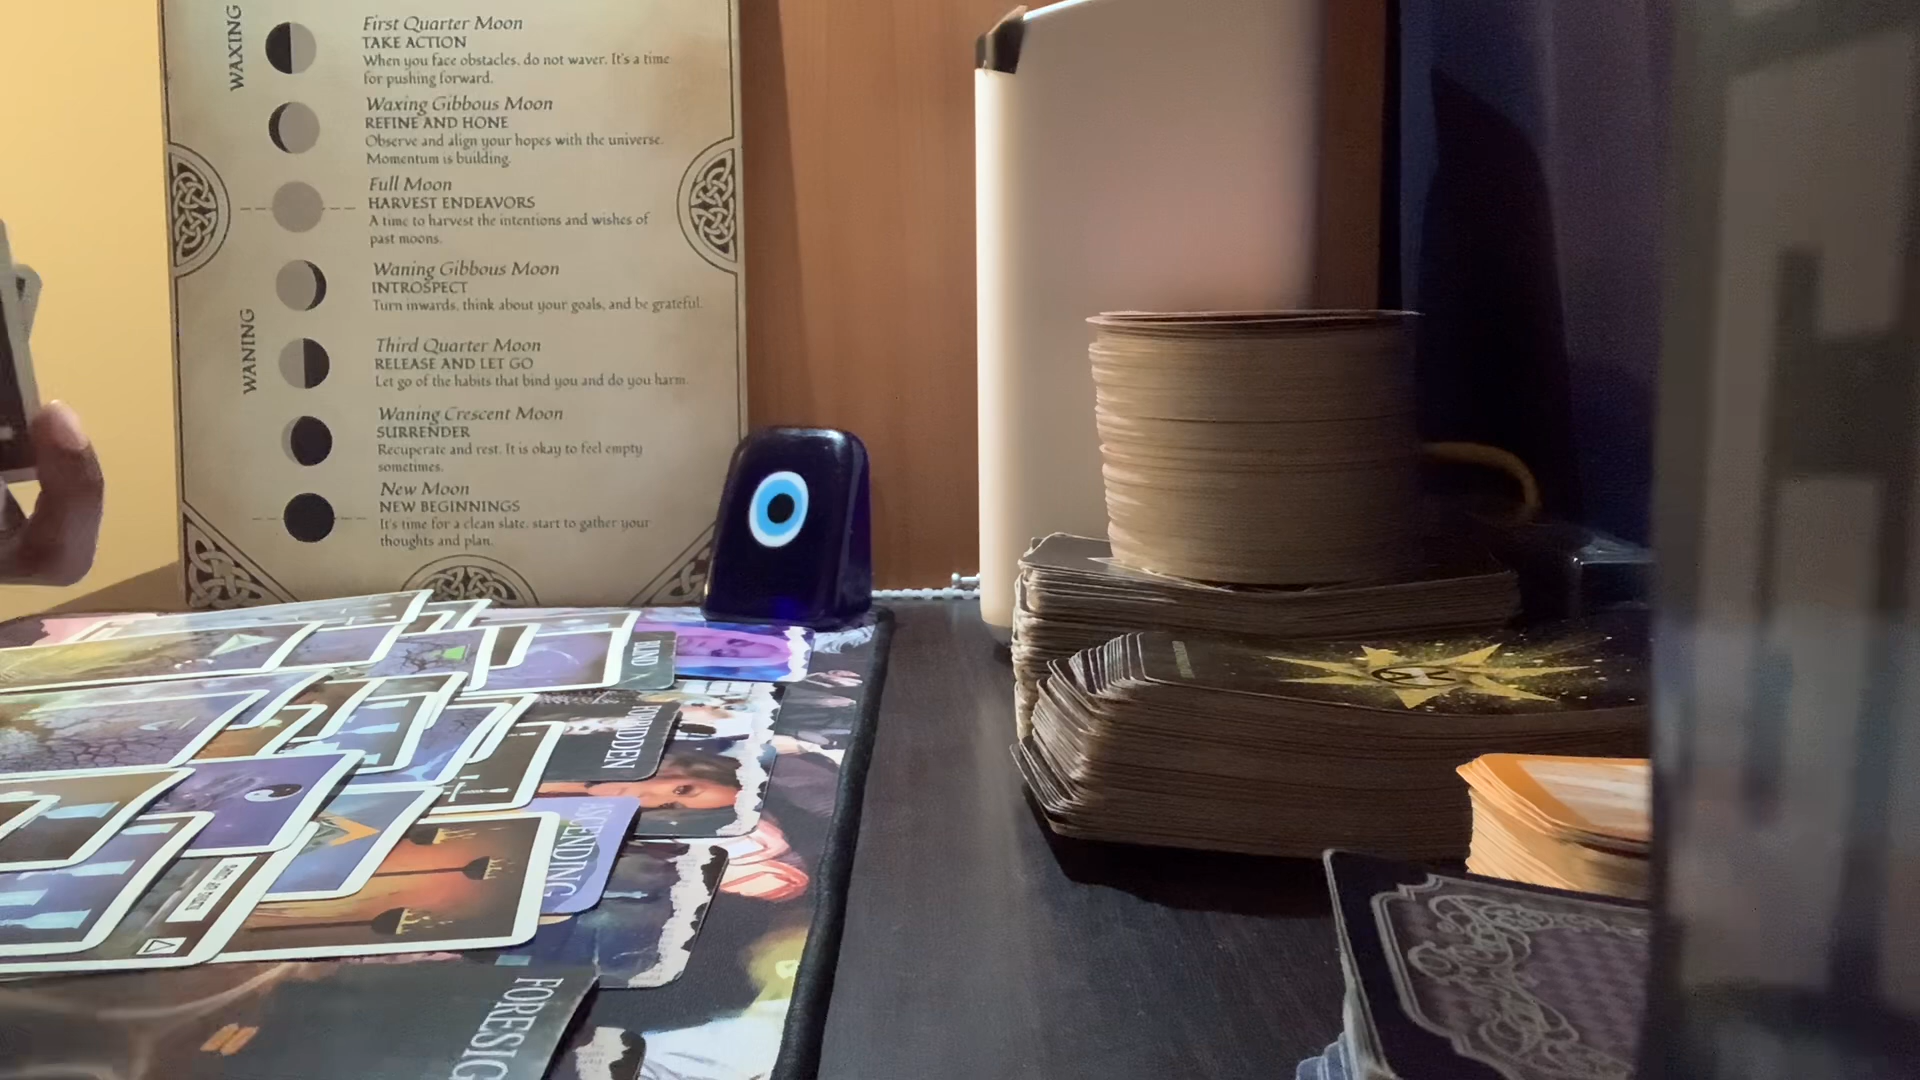 WAXING
First Quarter Moon
TAKE ACTION
When you face obstacles, do not waver. It's a time
for pushing forward.
Waxing Gibbous Moon
REFINE AND HONE
Observe and align your hopes with the universe.
Momentum is building.
Full Moon
HARVEST ENDEAVORS
A time to harvest the intentions and wishes of
past moons.
WANING
Waning Gibbous Moon
INTROSPECT
Turn inwards, think about your goals, and be grateful.
Third Quarter Moon
RELEASE AND LET GO
Let go of the habits that bind you and do you harm.
Waning Crescent Moon
SURRENDER
Recuperate and rest. It is okay to feel empty
sometimes.
New Moon
NEW BEGINNINGS
It's time for a clean slate, start to gather your
thoughts and plan.
BLIND
FORBIDDEN
ASCENDING
FORESIG